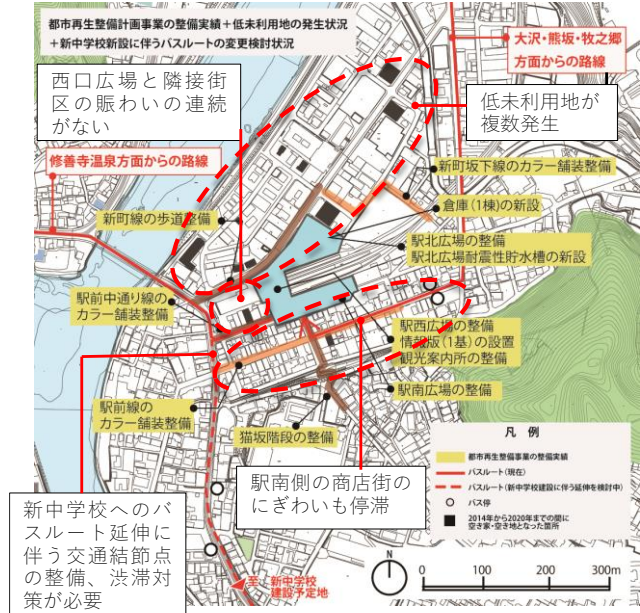 都市再生整備計画事業の整備実績＋低未利用地の発生状況
＋新中学校新設に伴うバスルートの変更検討状況
大沢・熊坂・牧之郷
方面からの路線
西口広場と隣接街
区の賑わいの連続
がない
低未利用地が
複数発生
修善寺温泉方面からの路線
新町坂下線のカラー舗装整備
新町線の歩道整備
倉庫(1棟)の新設
駅北広場の整備
駅北広場耐震性貯水槽の新設
駅前中通り線の
カラー舗装整備
駅西広場の整備
情報版(1基)の設置
観光案内所の整備
駅前線の
カラー舗装整備
駅南広場の整備
猫坂階段の整備
駅南側の商店街の
にぎわいも停滞
新中学校へのバ
スルート延伸に
伴う交通結節点
の整備、渋滞対
策が必要
至：新中学校
建設予定地
凡 例
都市再生整備事業の整備実績
バスルート(現在)
バスルート(新中学校建設に伴う延伸を検討中)
バス停
2014年から2020年までの間に
空き家・空き地となった箇所
N
0 100 200 300m